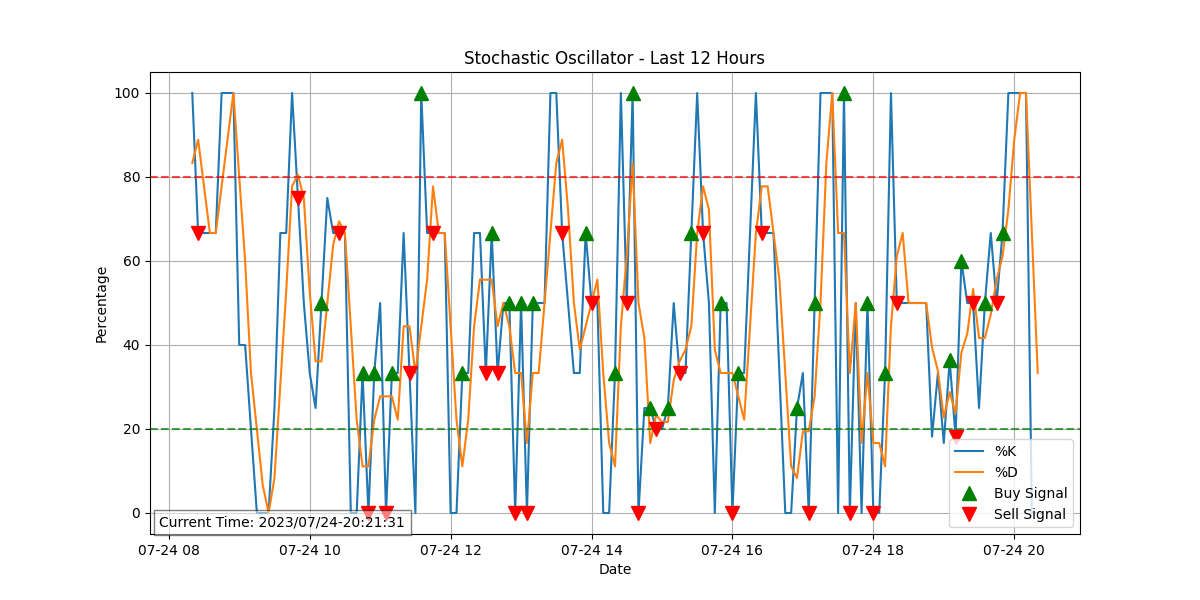 Stochastic Oscillator - Last 12 Hours
Percentage
100
80
60
40
20
0
%K
%D
Buy Signal
Sell Signal
Current Time: 2023/07/24-20:21:31
07-24 08
07-24 10
07-24 12
07-24 14
07-24 16
07-24 18
07-24 20
Date